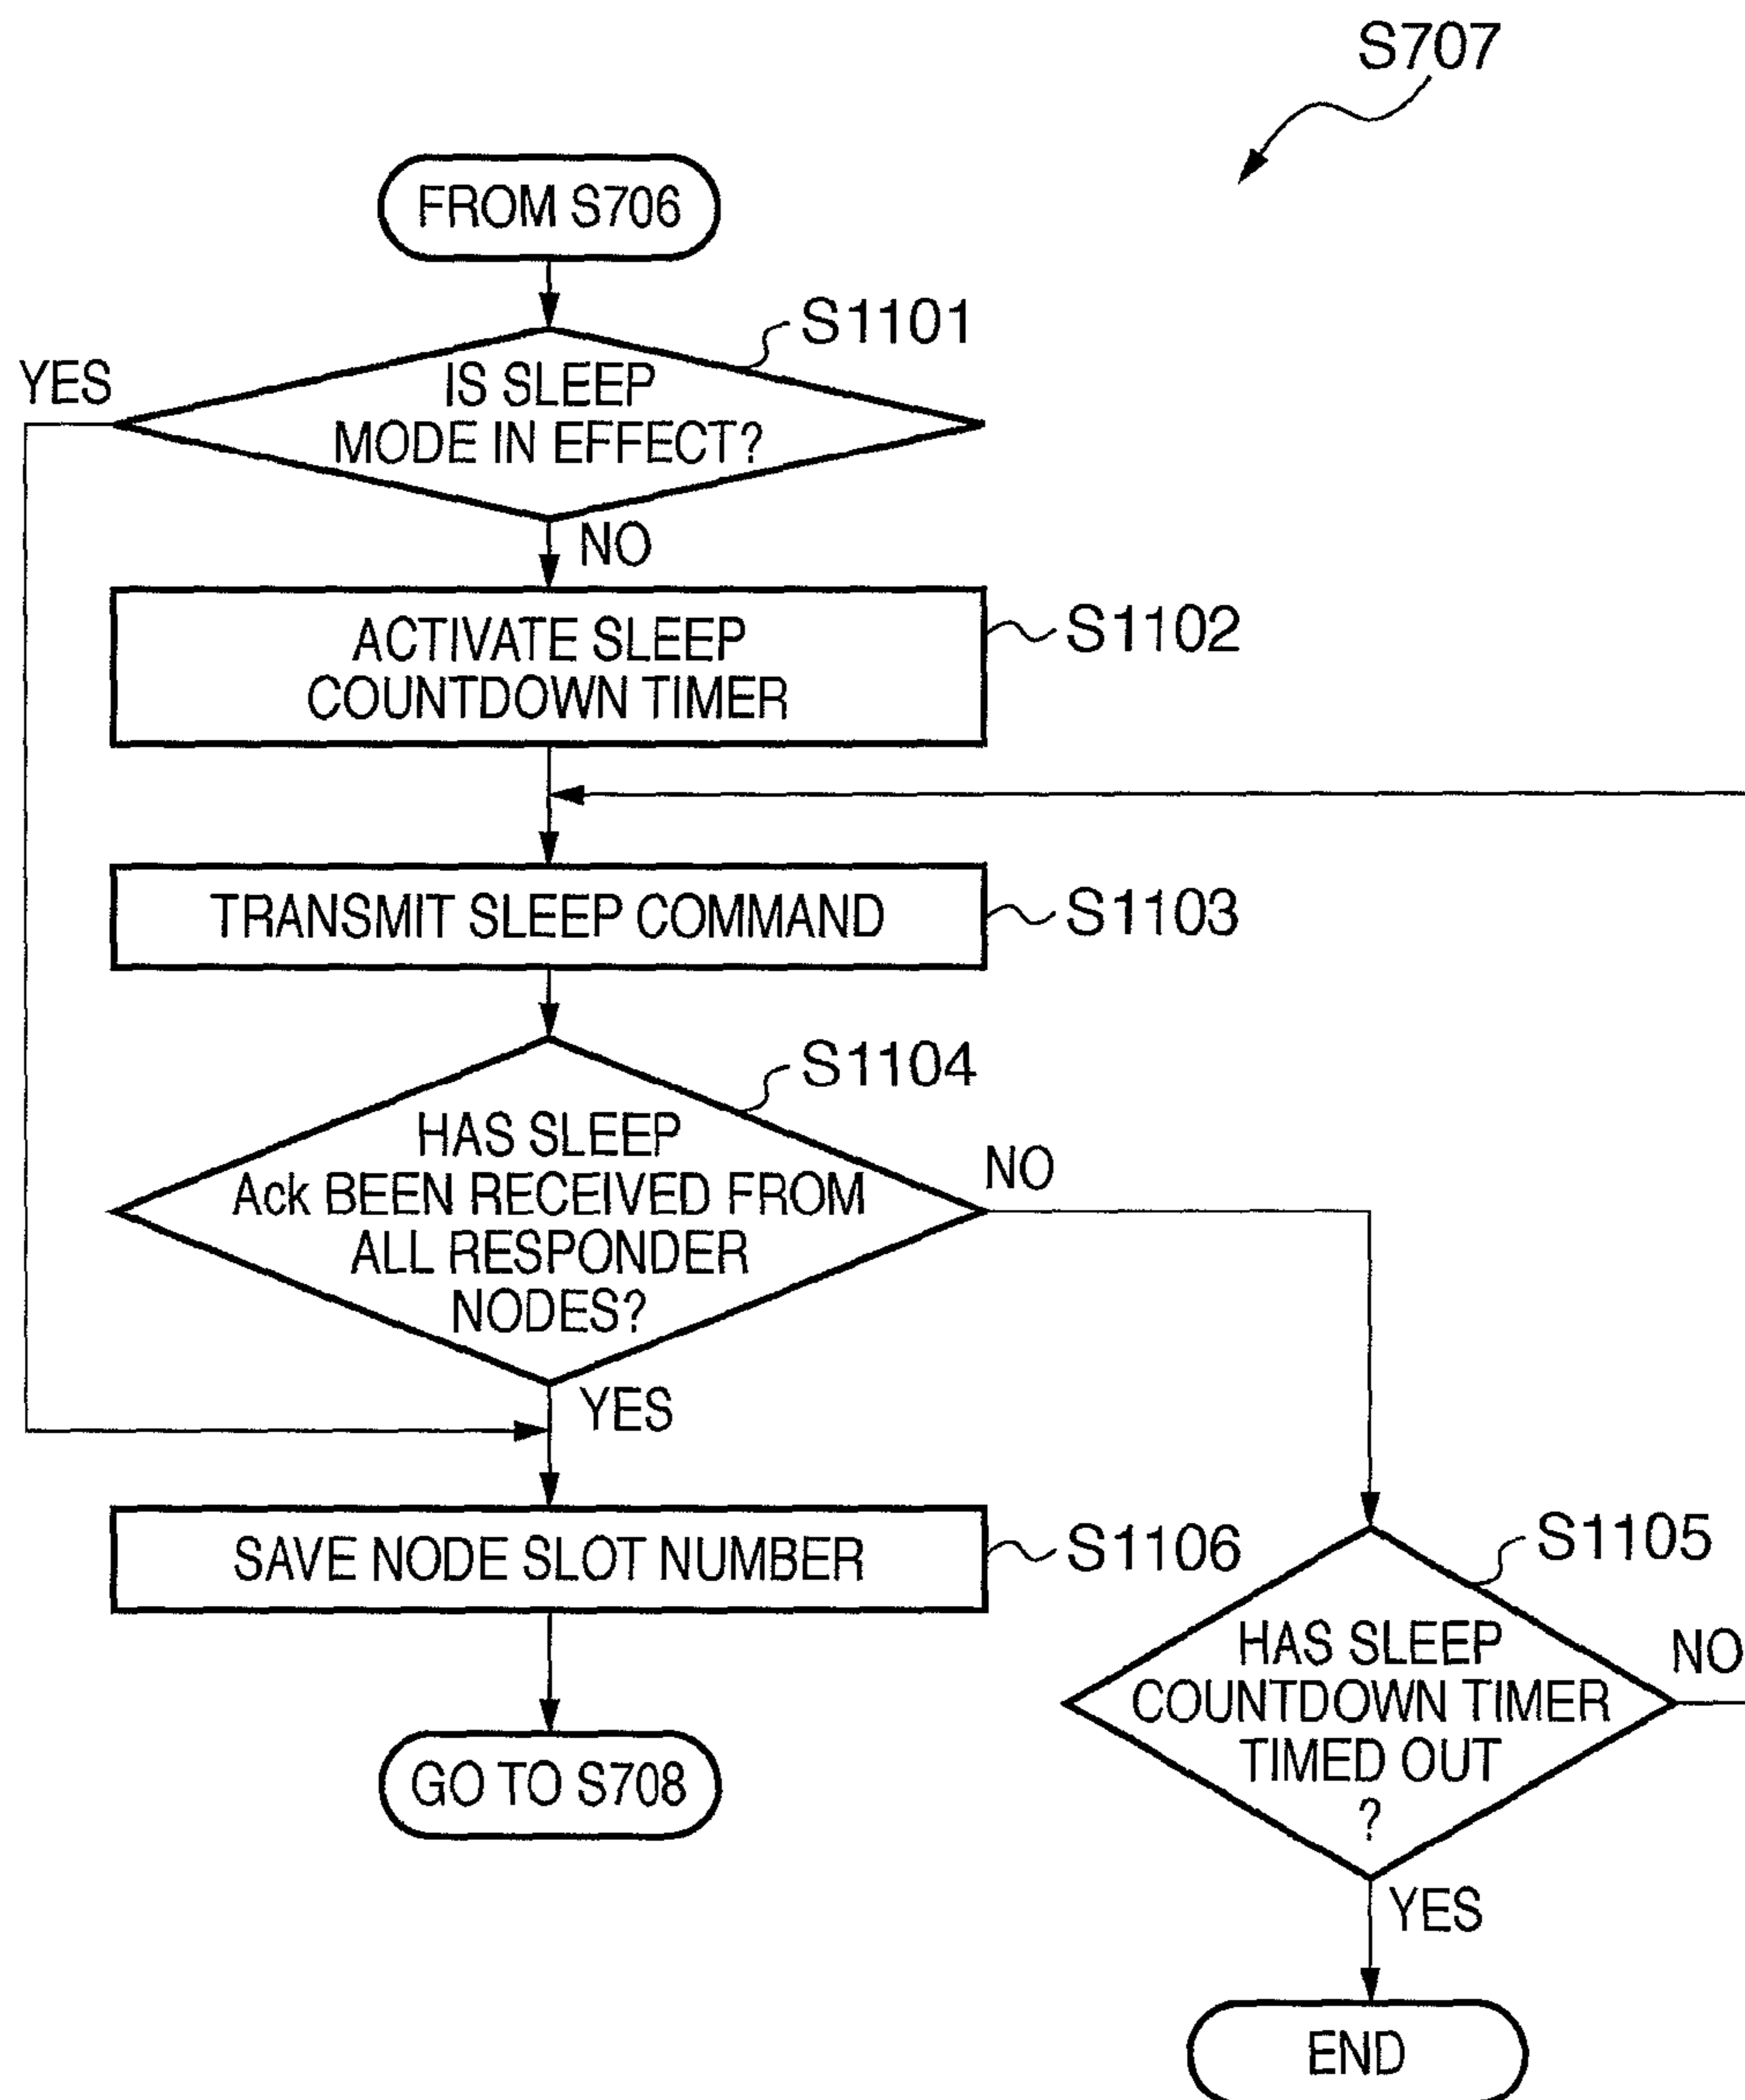 S707
FROM S706
S1101
YES
IS SLEEP
MODE IN EFFECT?
NO
ACTIVATE SLEEP
COUNTDOWN TIMER
S1102
TRANSMIT SLEEP COMMAND
S1103
S1104
HAS SLEEP
Ack BEEN RECEIVED FROM
ALL RESPONDER
NODES?
NO
YES
SAVE NODE SLOT NUMBER
S1106
S1105
HAS SLEEP
COUNTDOWN TIMER
TIMED OUT
?
NO
GO TO S708
YES
END